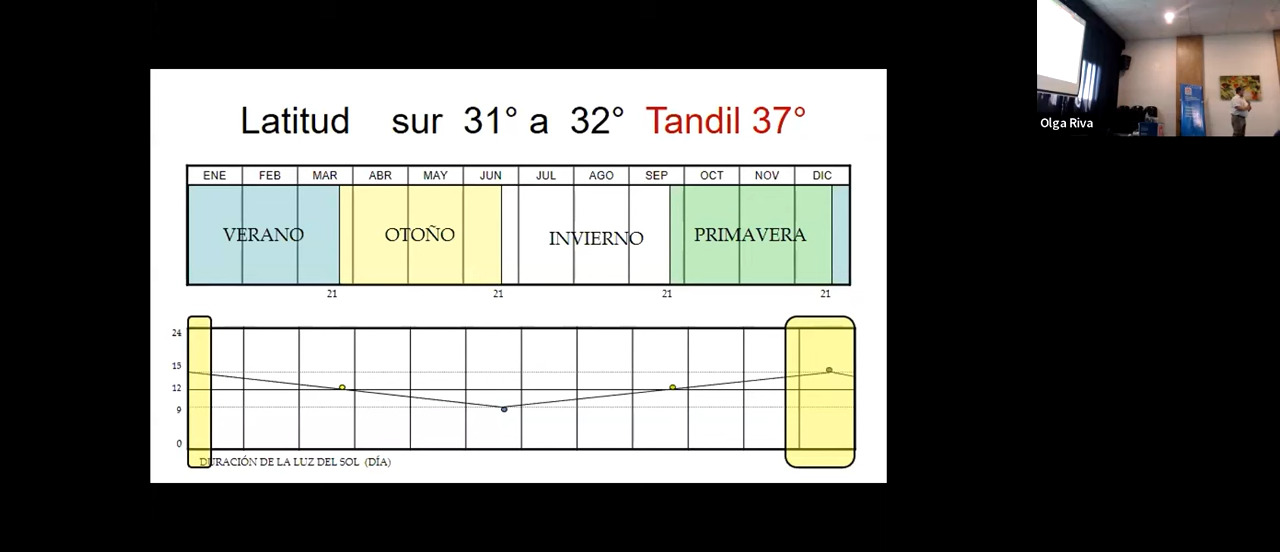 Latitud sur 31° a 32° Tandil 37°
ENE FEB MAR ABR MAY JUN JUL AGO SEP OCT NOV DIC
VERANO OTOÑO INVIERNO PRIMAVERA
21 21 21 21
24
15
12
9
0
DURACIÓN DE LA LUZ DEL SOL (DÍA)
Olga Riva